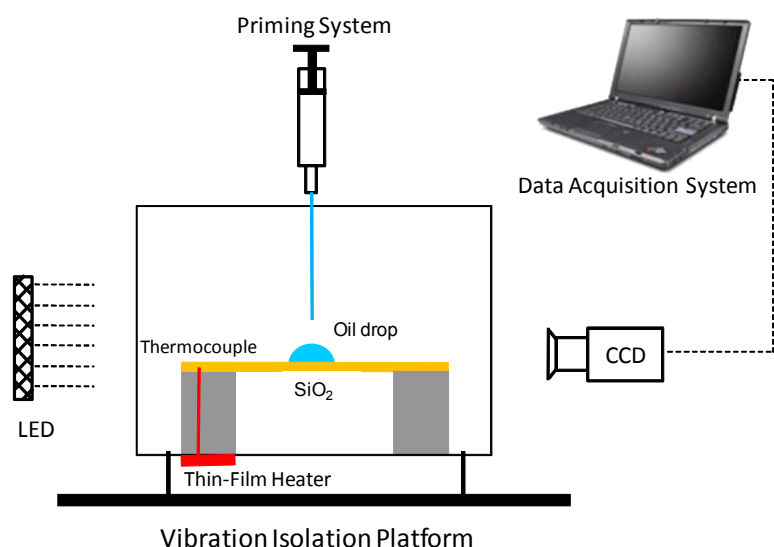 Priming System
Data Acquisition System
Oil drop
Thermocouple
CCD
SiO₂
LED
Thin-Film Heater
Vibration Isolation Platform